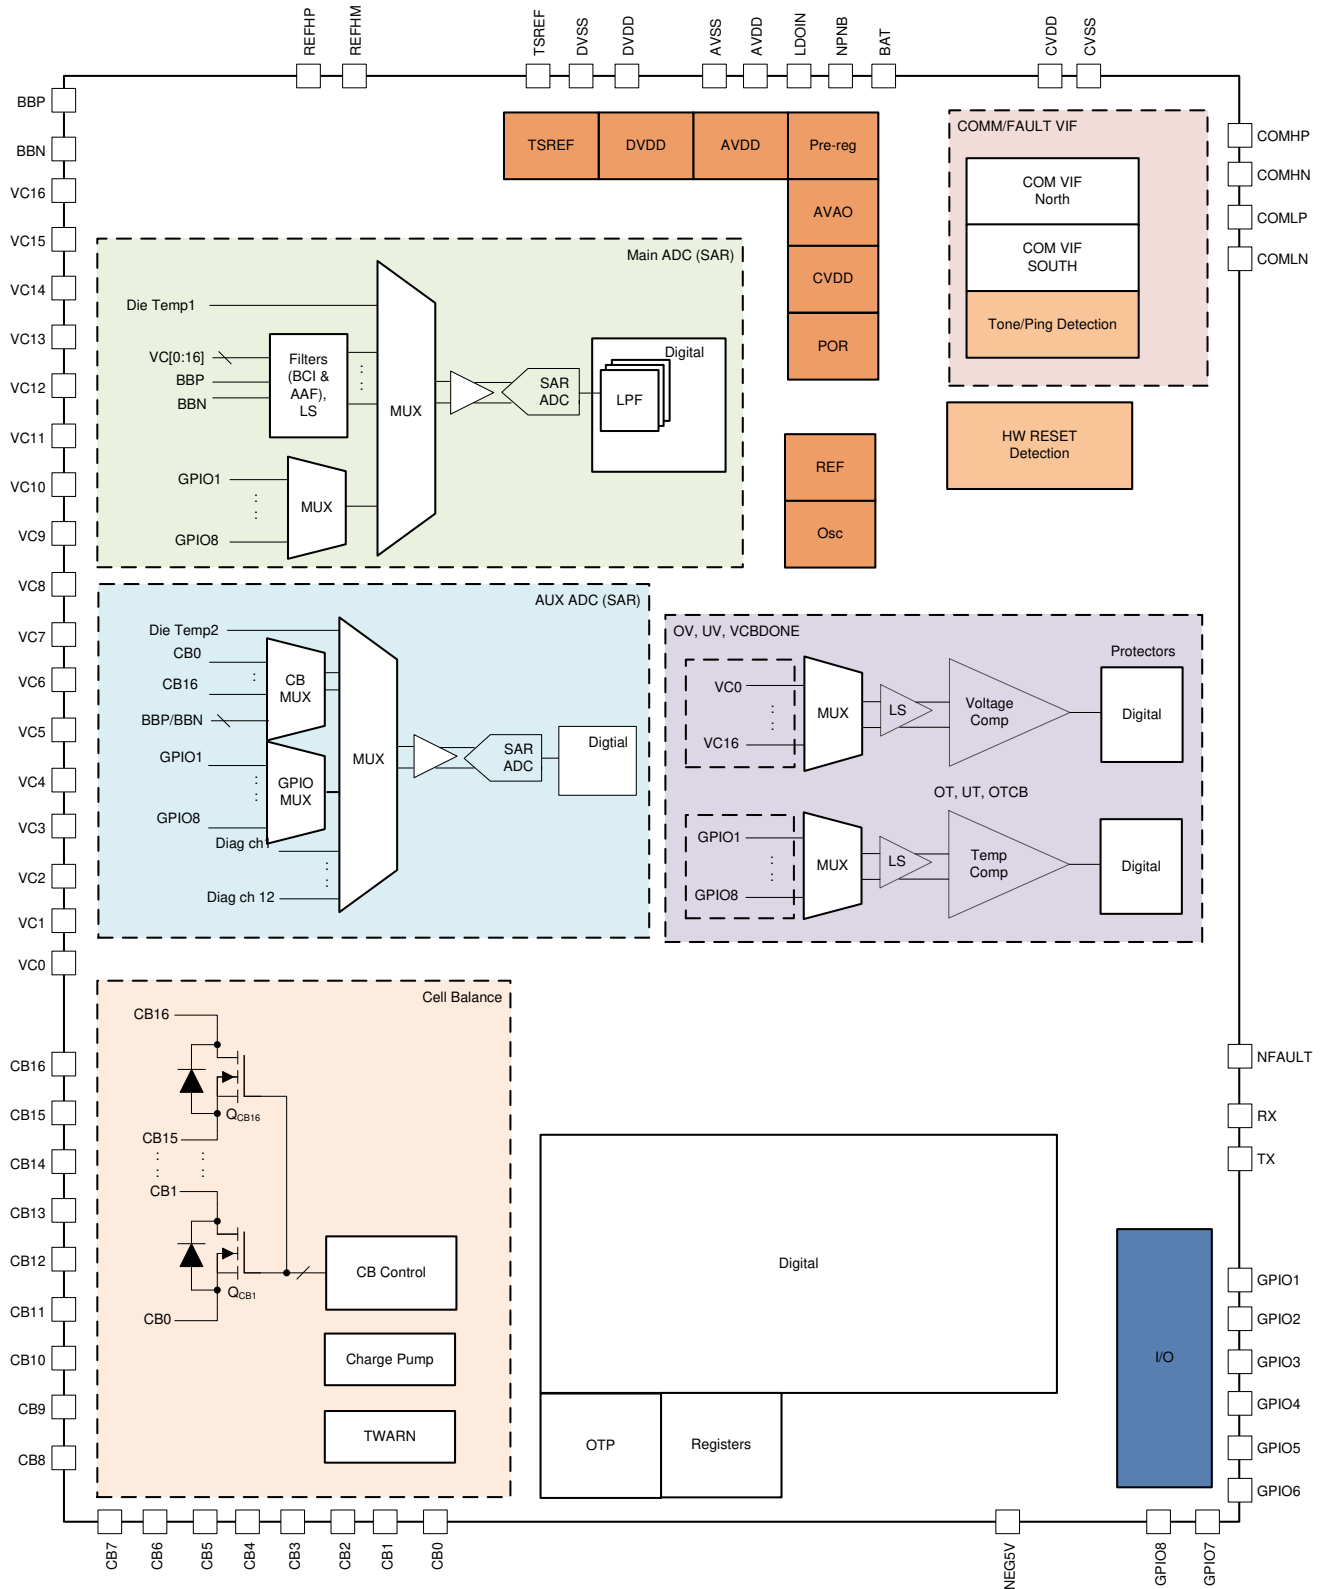 REFHP
REFHM
TSREF
DVSS
DVDD
AVSS
AVDD
LDOIN
NPNB
BAT
CVDD
CVSS
BBP
BBN
VC16
VC15
VC14
VC13
VC12
VC11
VC10
VC9
VC8
VC7
VC6
VC5
VC4
VC3
VC2
VC1
VC0
CB16
CB15
CB14
CB13
CB12
CB11
CB10
CB9
CB8
TSREF
DVDD
AVDD
Pre-reg
AVAO
CVDD
POR
REF
Osc
COMM/FAULT VIF
COM VIF
North
COM VIF
SOUTH
Tone/Ping Detection
HW RESET
Detection
COMHP
COMHN
COMLP
COMLN
Main ADC (SAR)
Die Temp1
VC[0:16]
BBP
BBN
Filters
(BCI &
AAF),
LS
GPIO1
GPIO8
MUX
MUX
SAR
ADC
Digital
LPF
AUX ADC (SAR)
Die Temp2
CB0
CB16
BBP/BBN
CB
MUX
GPIO1
GPIO8
GPIO
MUX
Diag ch1
Diag ch 12
MUX
SAR
ADC
Digtial
OV, UV, VCBDONE
Protectors
VC0
VC16
MUX
LS
Voltage
Comp
Digital
OT, UT, OTCB
GPIO1
GPIO8
MUX
LS
Temp
Comp
Digital
Cell Balance
CB16
QCB16
CB15
CB1
QCB1
CB0
CB Control
Charge Pump
TWARN
Digital
OTP
Registers
I/O
NFAULT
RX
TX
GPIO1
GPIO2
GPIO3
GPIO4
GPIO5
GPIO6
CB7
CB6
CB5
CB4
CB3
CB2
CB1
CB0
NEG5V
GPIO8
GPIO7